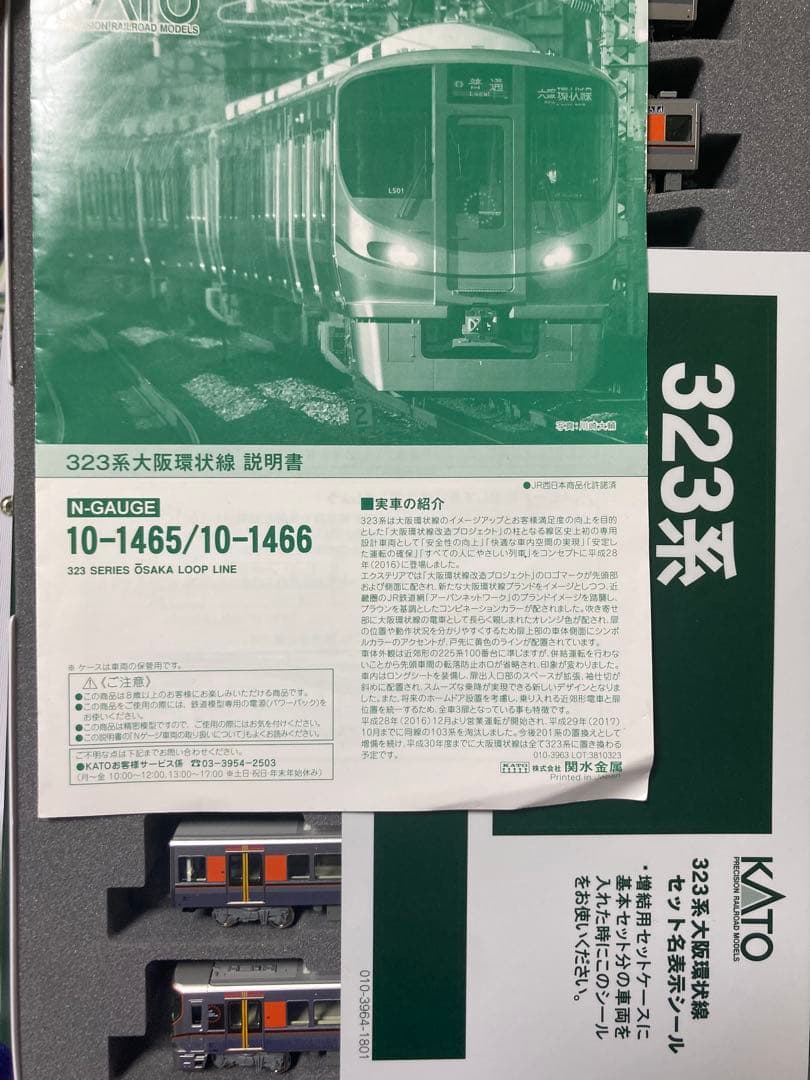 KATO
PRECISION RAILROAD MODELS
普通
Local
大阪環状線
LS01
写真：川崎大輔
323系大阪環状線 説明書
●JR西日本商品化許諾済
N-GAUGE
10-1465/10-1466
323 SERIES ŌSAKA LOOP LINE
※ ケースは車両の保管用です。
《ご注意》
●この商品は8歳以上のお客様にお楽しみいただける商品です。
●この商品をご使用の際には、鉄道模型専用の電源(パワーパック)を
お使いください。
●この商品は精密模型ですので、ご使用の際にはお気を付けください。
●この説明書の「Nゲージ車両の取り扱いについて」もよくお読みください。
ご不明な点は下記までお問い合わせください。
●KATOお客様サービス係 ☎03-3954-2503
(月〜金 10:00〜12:00, 13:00〜17:00 ※土日・祝日・年末年始休み)
■実車の紹介
323系は大阪環状線のイメージアップとお客様満足度の向上を目的
とした「大阪環状線改造プロジェクト」の柱となる線区史上初の専用
設計車両として「安全性の向上」「快適な車内空間の実現」「安定し
た運転の確保」「すべての人にやさしい列車」をコンセプトに平成28
年(2016)に登場しました。
エクステリアでは「大阪環状線改造プロジェクト」のロゴマークが先頭部
および側面に配され、新たな大阪環状線ブランドをイメージとしつつ、近
畿圏のJR鉄道網「アーバンネットワーク」のブランドイメージを踏襲し、
ブラウンを基調としたコンビネーションカラーが配されました。吹き寄せ
部に大阪環状線の電車として長らく親しまれたオレンジ色が配され、扉
の位置や動作状況を分かりやすくするため扉上部の車体側面にシンボ
ルカラーのアクセントが、戸先に黄色のラインが配置されています。
車体外観は近郊形の225系100番台に準じますが、併結運転を行わな
いことから先頭車間の転落防止ホロが省略され、印象が変わりました。
車内はロングシートを装備し、扉出入口部のスペースが拡張、袖仕切が
斜めに配置され、スムーズな乗降が実現できる新しいデザインとなりま
した。また、将来のホームドア設置を考慮し、乗り入れる近郊形電車と扉
位置を統一するため、全車3扉となっている事も特徴です。
平成28年(2016)12月より営業運転が開始され、平成29年(2017)
10月までに同線の103系を淘汰しました。今後201系の置換えとして
増備を続け、平成30年度までに大阪環状線は全て323系に置き換わる
予定です。
010-3963 LOT:3810323
KATO 株式会社 関水金属
Printed in Japan
323系
KATO
PRECISION RAILROAD MODELS
323系大阪環状線
セット名表示シール
・増結用セットケースに
基本セット分の車両を
入れた時にこのシール
をお使いください。
010-3964-1801